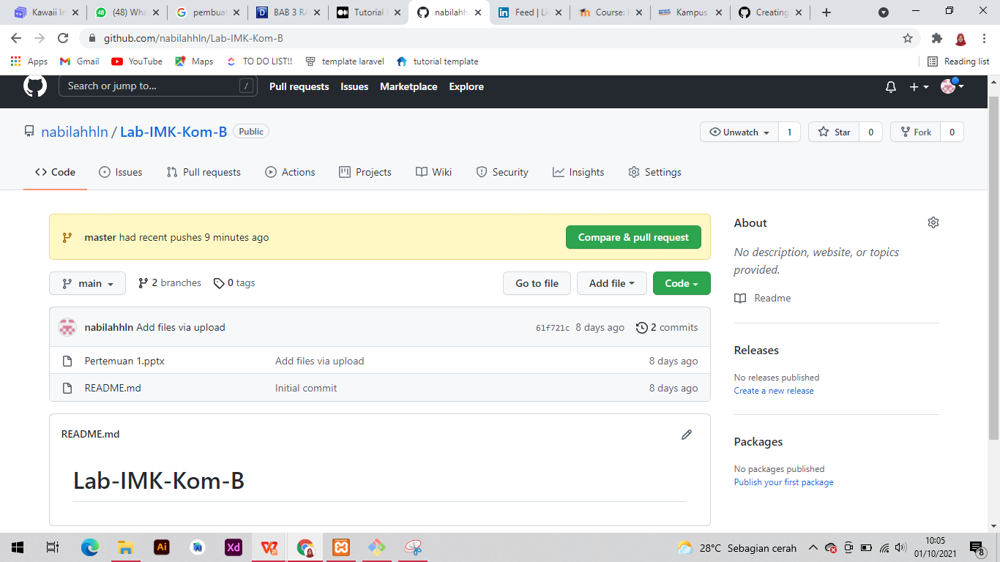 Kawaii In
(48) Wha
pembuat
BAB 3 RA
Tutorial
nabilahh
Feed | Li
Course:
Kampus
Creating
github.com/nabilahhln/Lab-IMK-Kom-B
Apps Gmail YouTube Maps TO DO LIST!! template laravel tutorial template Reading list
Search or jump to... / Pull requests Issues Marketplace Explore
nabilahhln / Lab-IMK-Kom-B Public Unwatch 1 Star 0 Fork 0
Code Issues Pull requests Actions Projects Wiki Security Insights Settings
master had recent pushes 9 minutes ago Compare & pull request
main 2 branches 0 tags Go to file Add file Code
nabilahhln Add files via upload 61f721c 8 days ago 2 commits
Pertemuan 1.pptx Add files via upload 8 days ago
README.md Initial commit 8 days ago
README.md
Lab-IMK-Kom-B
About
No description, website, or topics
provided.
Readme
Releases
No releases published
Create a new release
Packages
No packages published
Publish your first package
Ai Xd 28°C Sebagian cerah 10:05
01/10/2021 8